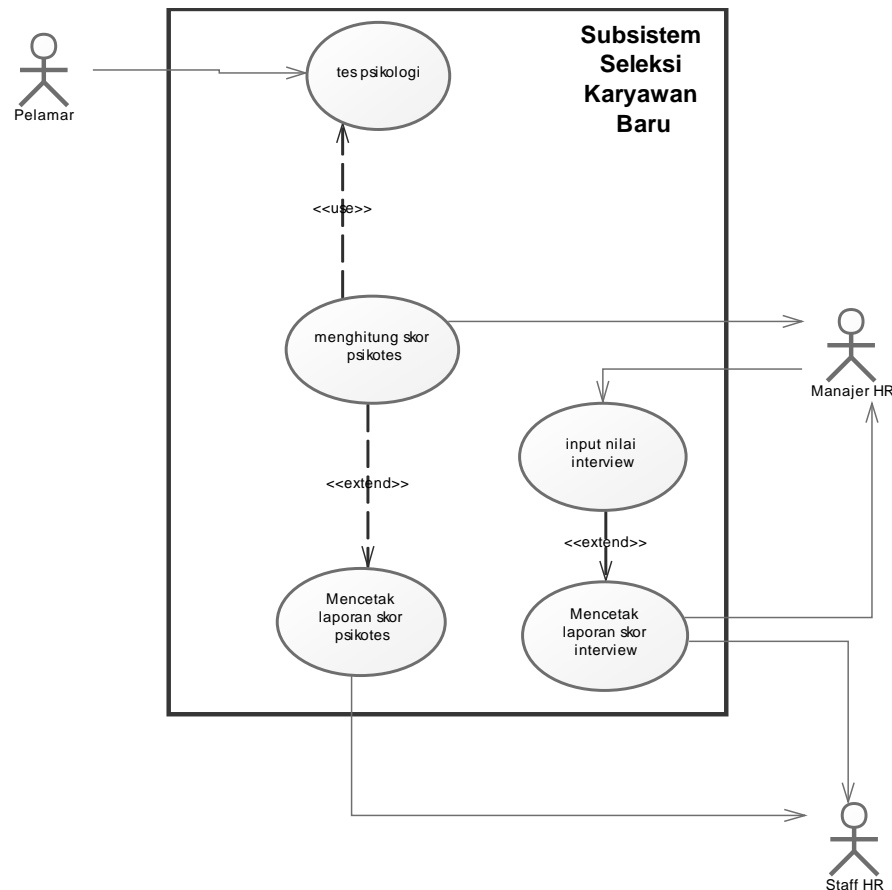 Subsistem
Seleksi
Karyawan
Baru
tes psikologi
Pelamar
<<use>>
menghitung skor
psikotes
Manajer HR
input nilai
interview
<<extend>>
<<extend>>
Mencetak
laporan skor
psikotes
Mencetak
laporan skor
interview
Staff HR